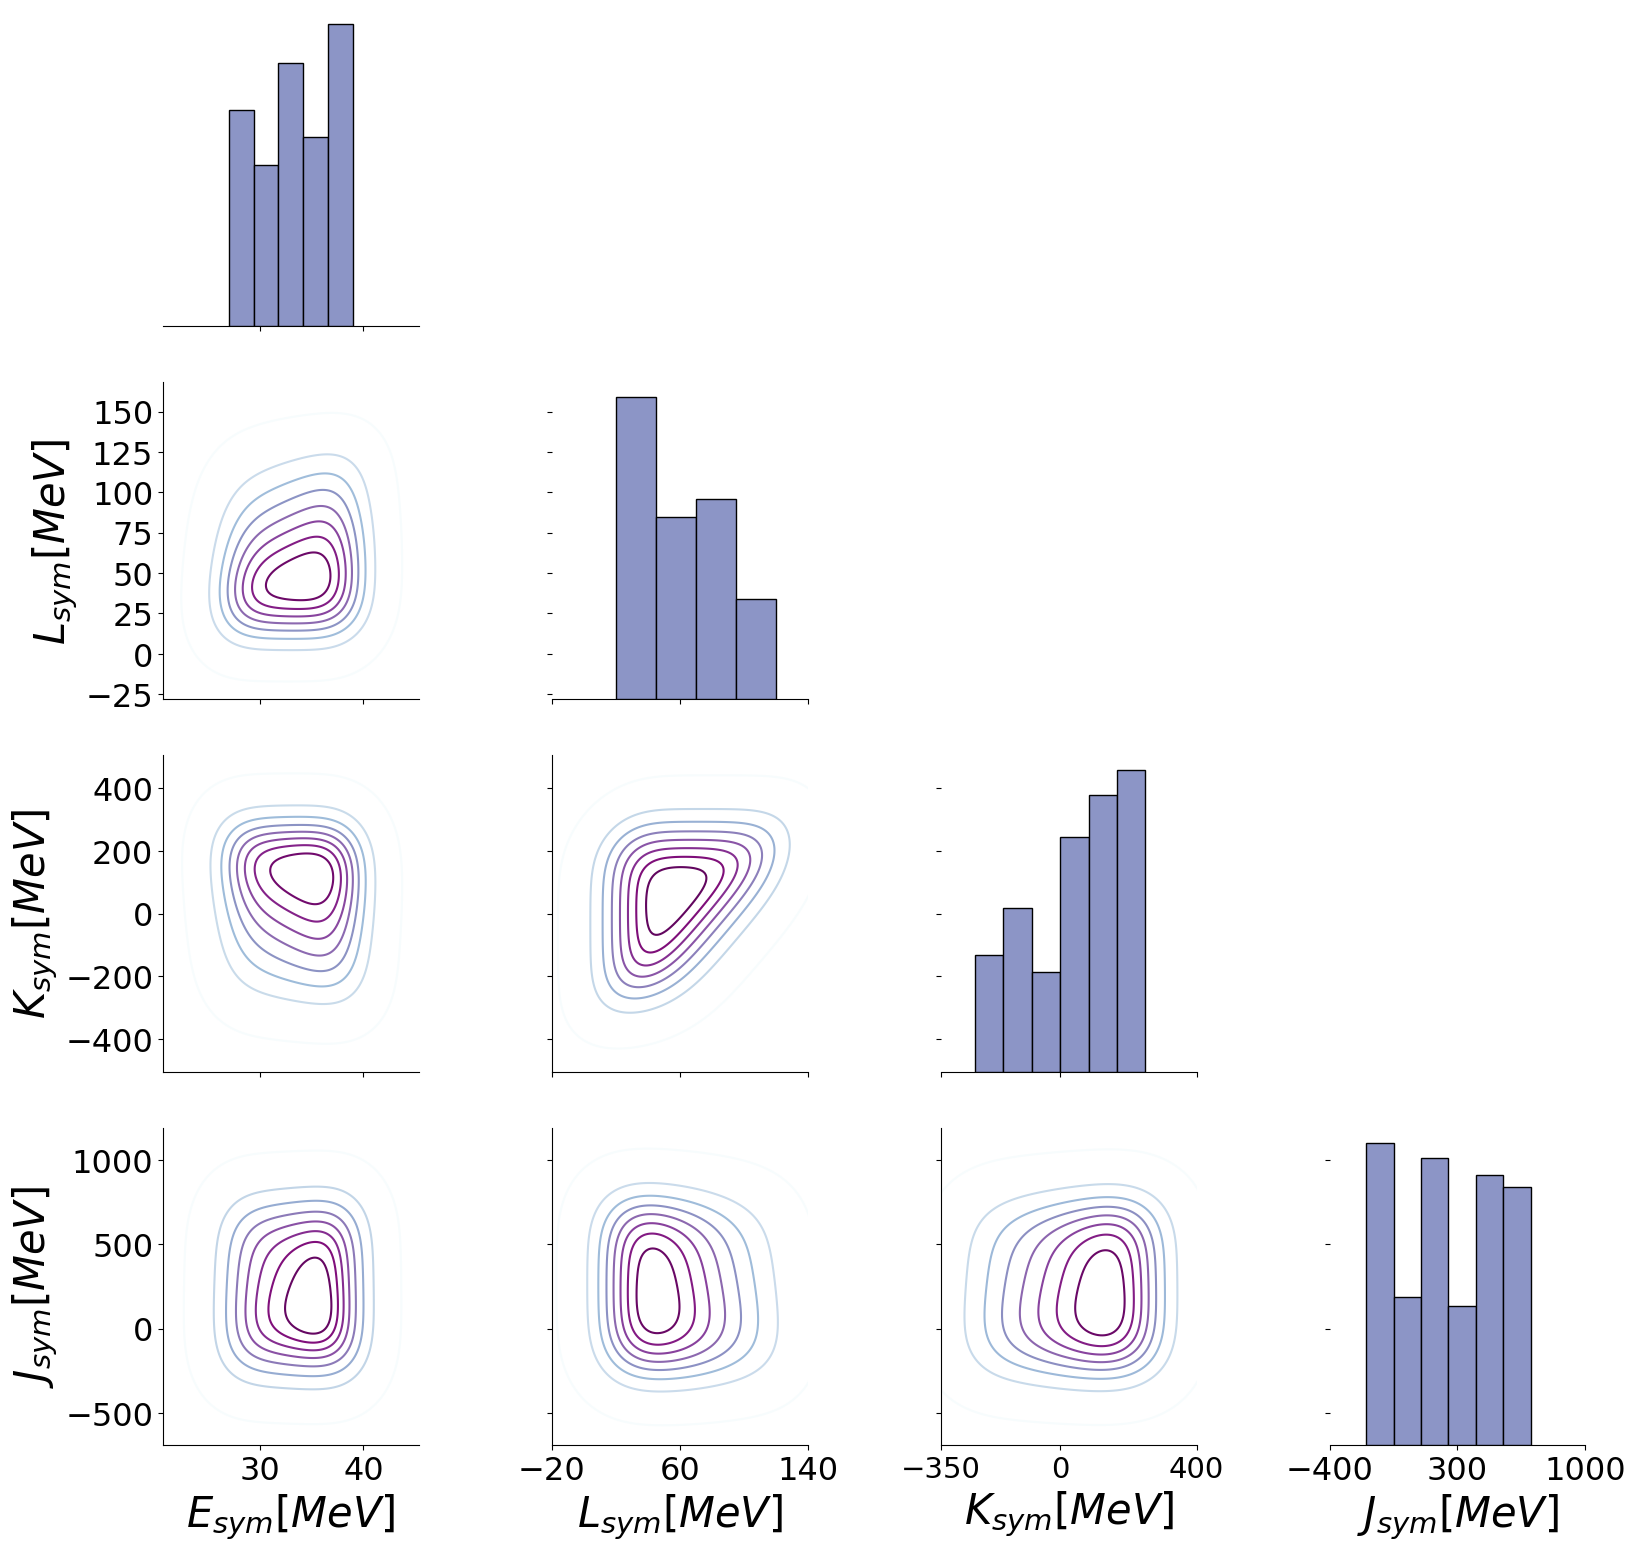 L_sym[MeV]
150
125
100
75
50
25
0
−25
K_sym[MeV]
400
200
0
−200
−400
J_sym[MeV]
1000
500
0
−500
30 40
−20 60 140
−350 0 400
−400 300 1000
E_sym[MeV] L_sym[MeV] K_sym[MeV] J_sym[MeV]